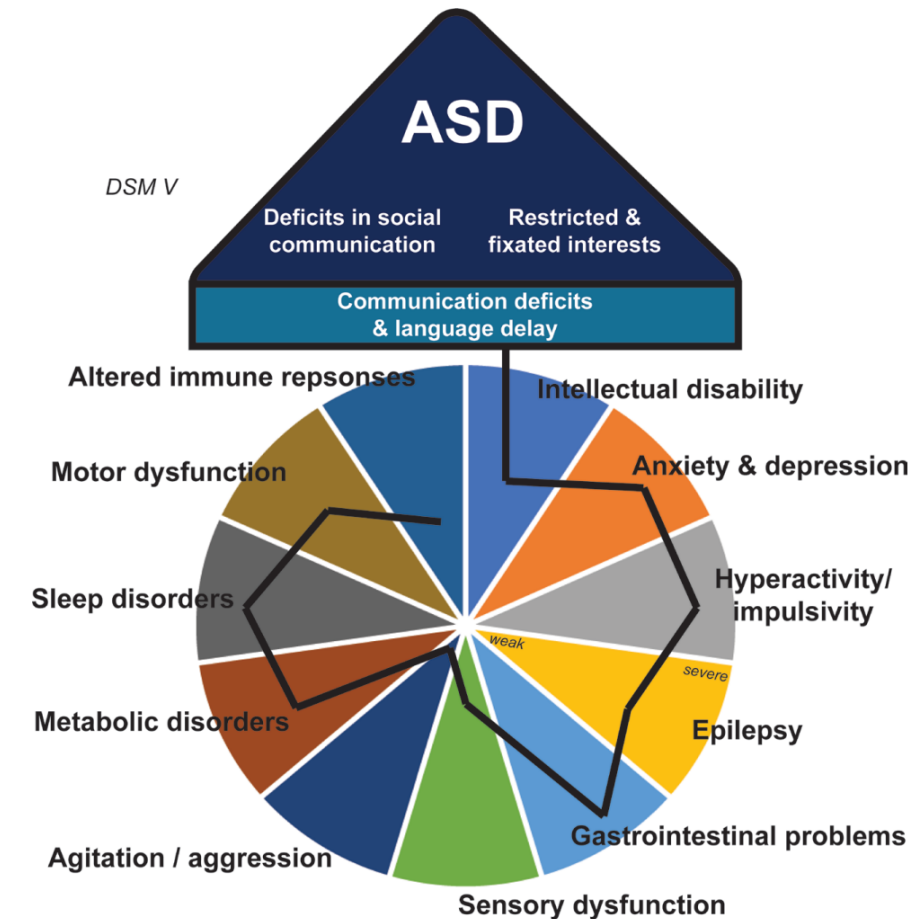 ASD
DSM V
Deficits in social
communication
Restricted &
fixated interests
Communication deficits
& language delay
Altered immune repsonses
Intellectual disability
Motor dysfunction
Anxiety & depression
Sleep disorders
Hyperactivity/
impulsivity
weak
severe
Metabolic disorders
Epilepsy
Agitation / aggression
Gastrointestinal problems
Sensory dysfunction